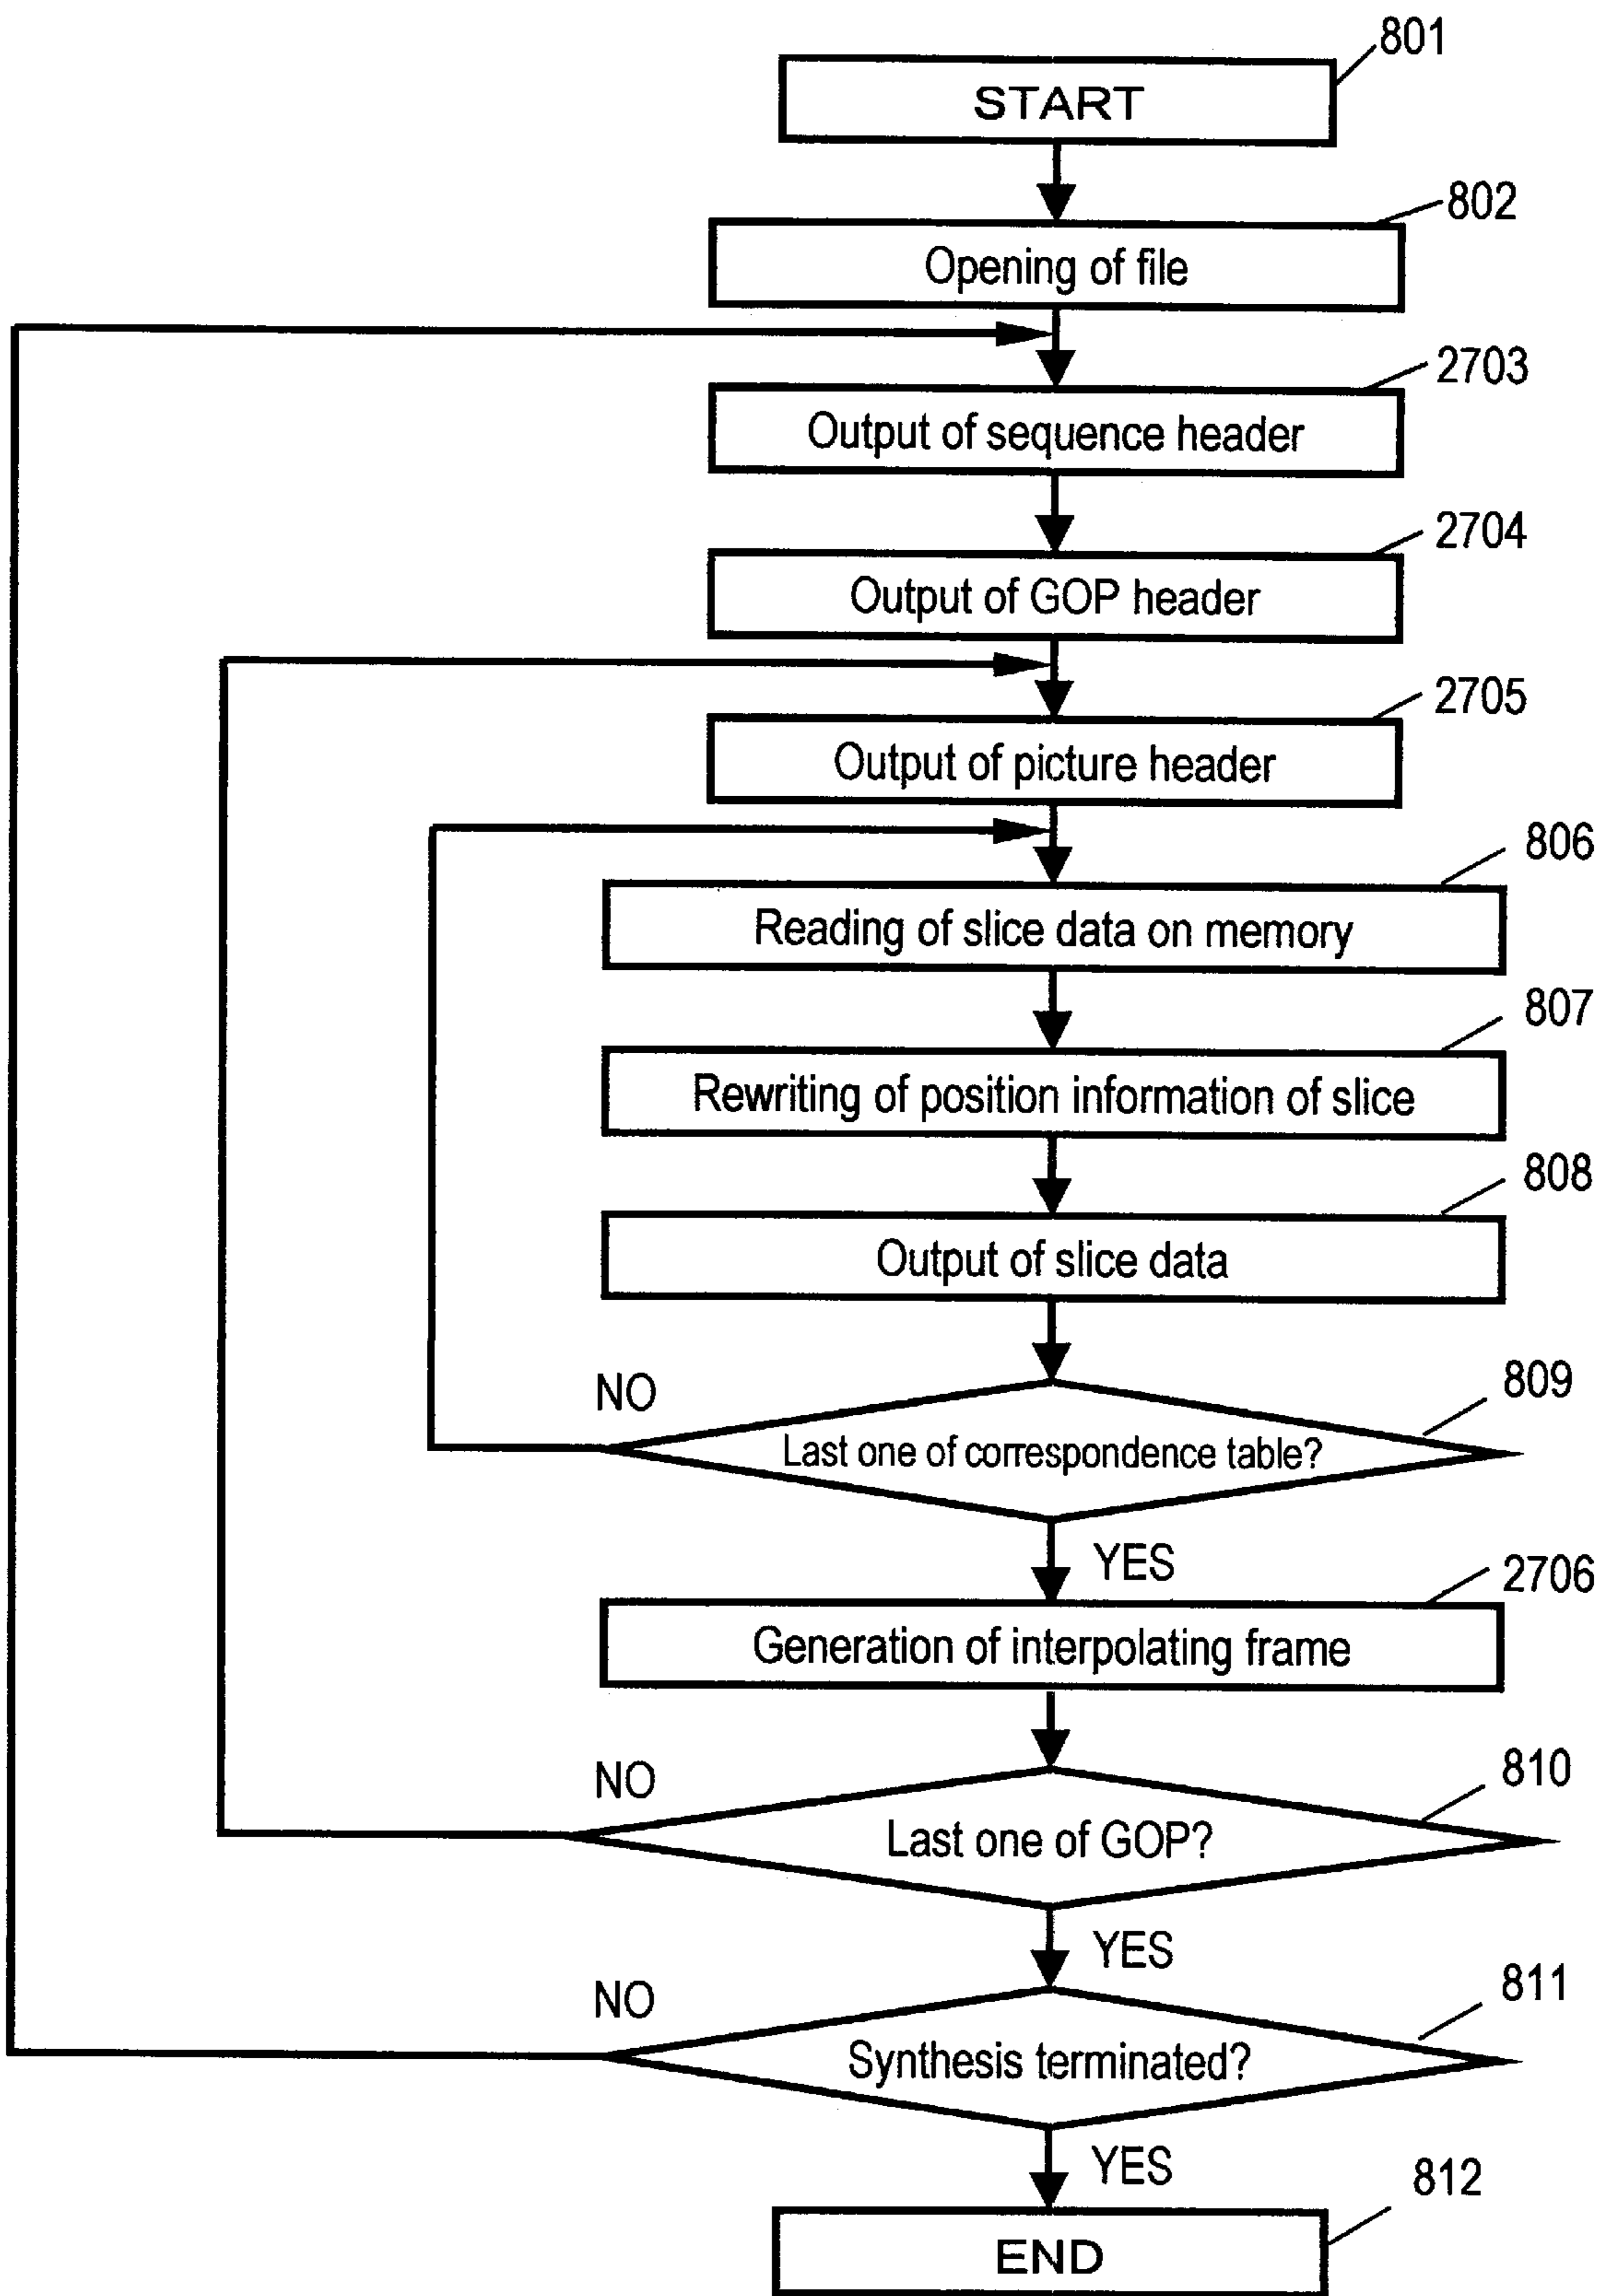 801
START
802
Opening of file
2703
Output of sequence header
2704
Output of GOP header
2705
Output of picture header
806
Reading of slice data on memory
807
Rewriting of position information of slice
808
Output of slice data
NO
809
Last one of correspondence table?
YES
2706
Generation of interpolating frame
NO
810
Last one of GOP?
YES
NO
811
Synthesis terminated?
YES
812
END